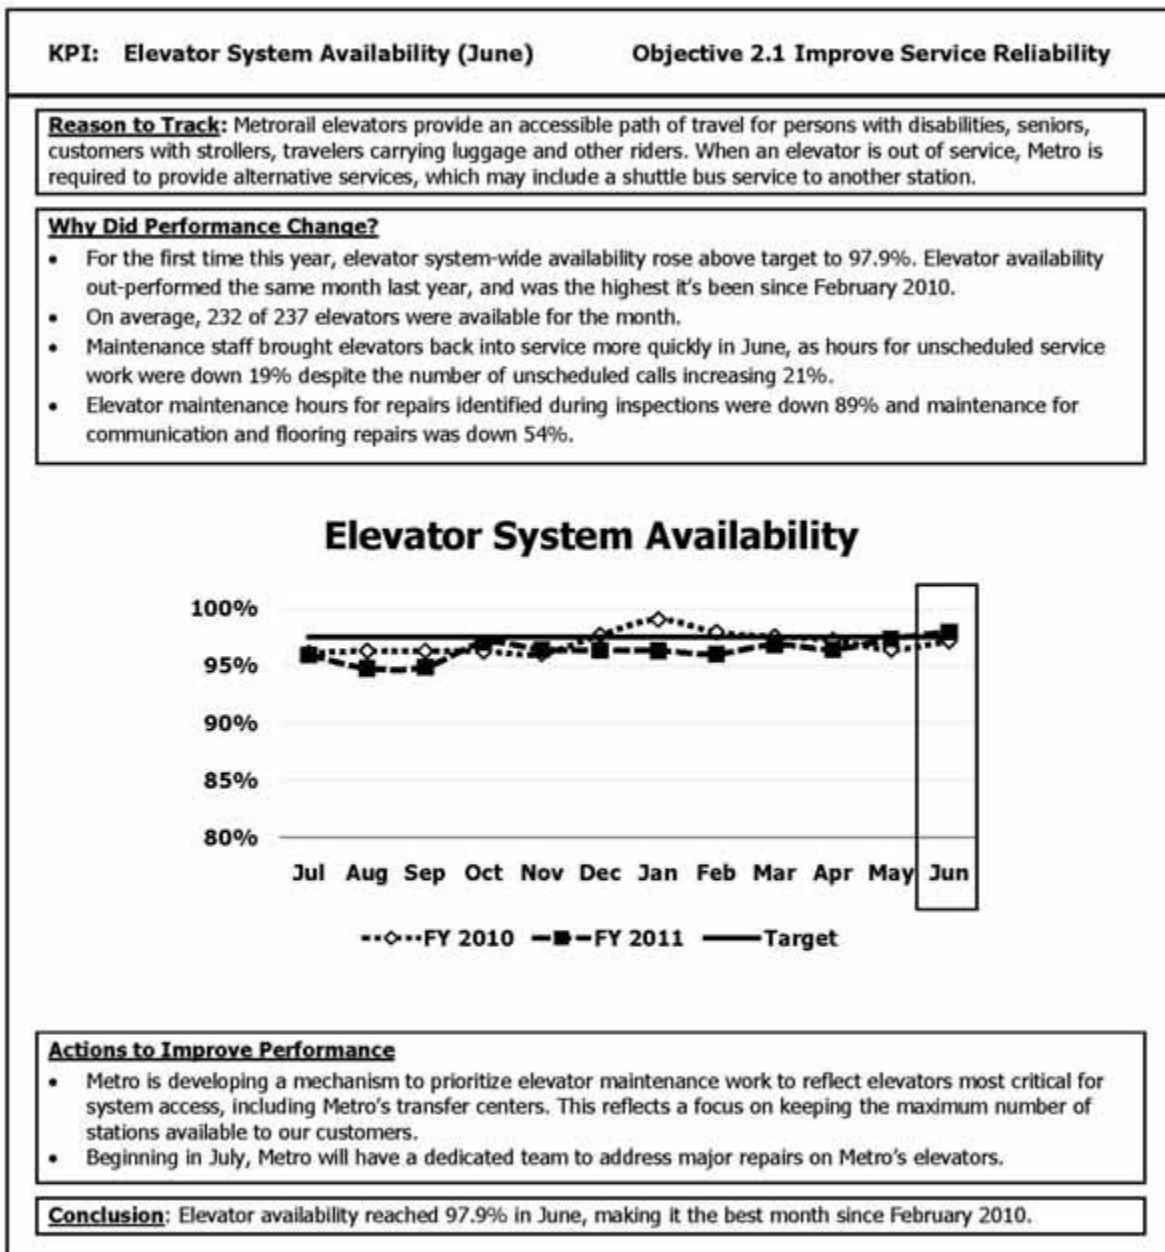 KPI: Elevator System Availability (June) Objective 2.1 Improve Service Reliability
Reason to Track: Metrorail elevators provide an accessible path of travel for persons with disabilities, seniors,
customers with strollers, travelers carrying luggage and other riders. When an elevator is out of service, Metro is
required to provide alternative services, which may include a shuttle bus service to another station.
Why Did Performance Change?
• For the first time this year, elevator system-wide availability rose above target to 97.9%. Elevator availability
out-performed the same month last year, and was the highest it's been since February 2010.
• On average, 232 of 237 elevators were available for the month.
• Maintenance staff brought elevators back into service more quickly in June, as hours for unscheduled service
work were down 19% despite the number of unscheduled calls increasing 21%.
• Elevator maintenance hours for repairs identified during inspections were down 89% and maintenance for
communication and flooring repairs was down 54%.
Elevator System Availability
100%
95%
90%
85%
80%
Jul Aug Sep Oct Nov Dec Jan Feb Mar Apr May Jun
FY 2010 FY 2011 Target
Actions to Improve Performance
• Metro is developing a mechanism to prioritize elevator maintenance work to reflect elevators most critical for
system access, including Metro's transfer centers. This reflects a focus on keeping the maximum number of
stations available to our customers.
• Beginning in July, Metro will have a dedicated team to address major repairs on Metro's elevators.
Conclusion: Elevator availability reached 97.9% in June, making it the best month since February 2010.